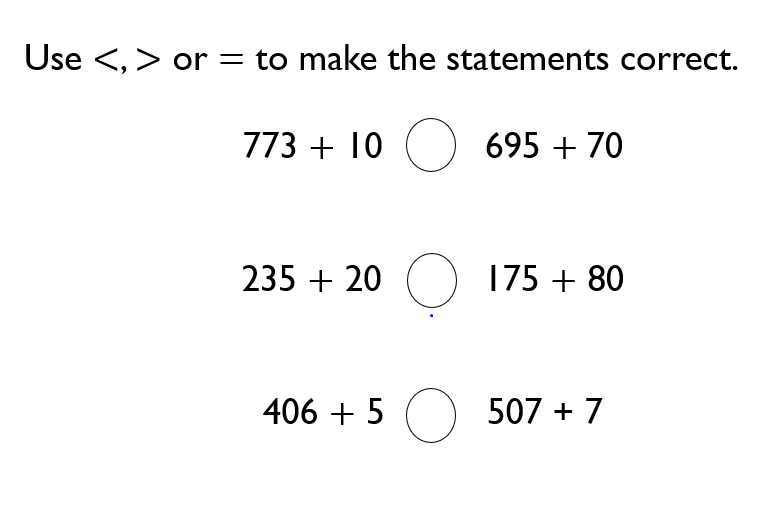 Use <, > or = to make the statements correct.
773 + 10 695 + 70
235 + 20 175 + 80
406 + 5 507 + 7